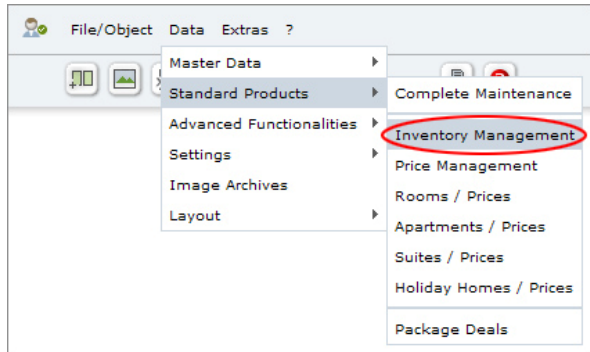 File/Object Data Extras ?
Master Data
Standard Products
Advanced Functionalities
Settings
Image Archives
Layout
Complete Maintenance
Inventory Management
Price Management
Rooms / Prices
Apartments / Prices
Suites / Prices
Holiday Homes / Prices
Package Deals